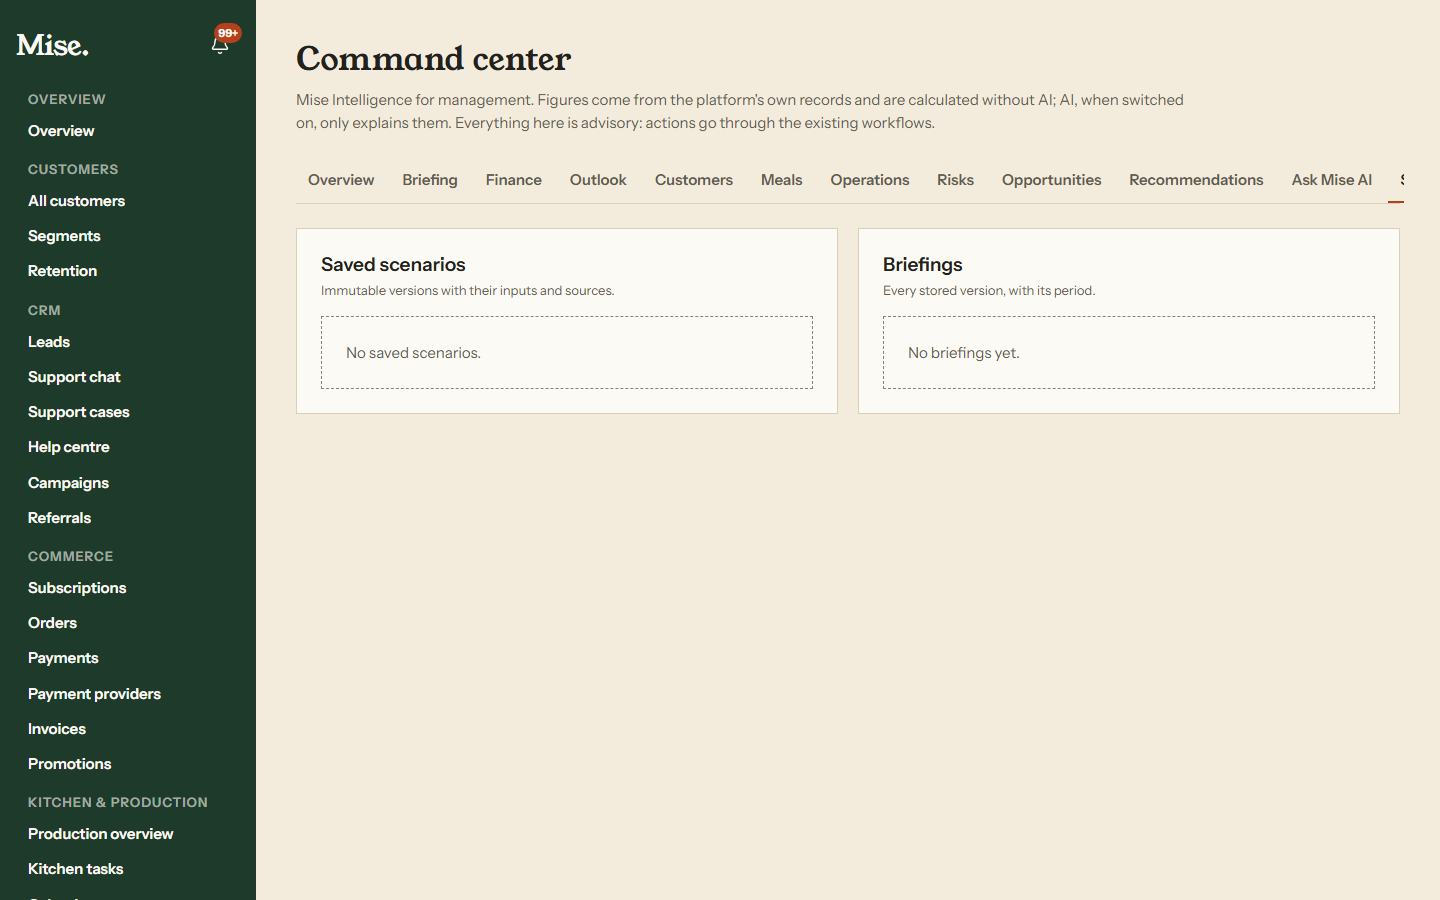 Mise.
99+
OVERVIEW
Overview
CUSTOMERS
All customers
Segments
Retention
CRM
Leads
Support chat
Support cases
Help centre
Campaigns
Referrals
COMMERCE
Subscriptions
Orders
Payments
Payment providers
Invoices
Promotions
KITCHEN & PRODUCTION
Production overview
Kitchen tasks
Command center
Mise Intelligence for management. Figures come from the platform's own records and are calculated without AI; AI, when switched
on, only explains them. Everything here is advisory: actions go through the existing workflows.
Overview Briefing Finance Outlook Customers Meals Operations Risks Opportunities Recommendations Ask Mise AI
Saved scenarios
Immutable versions with their inputs and sources.
No saved scenarios.
Briefings
Every stored version, with its period.
No briefings yet.